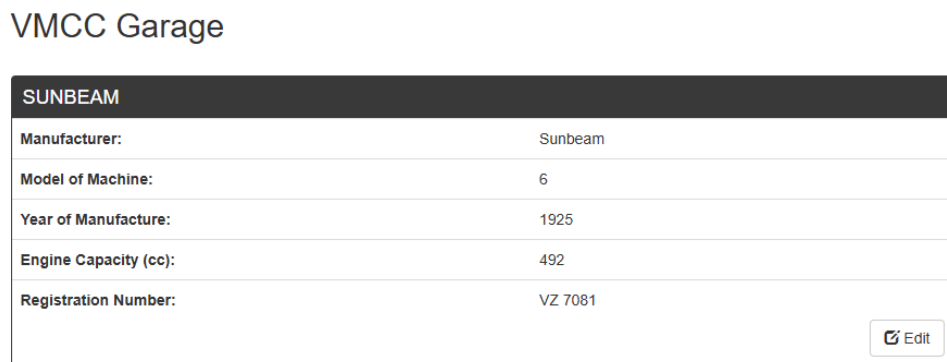 VMCC Garage
SUNBEAM
Manufacturer: Sunbeam
Model of Machine: 6
Year of Manufacture: 1925
Engine Capacity (cc): 492
Registration Number: VZ 7081
Edit